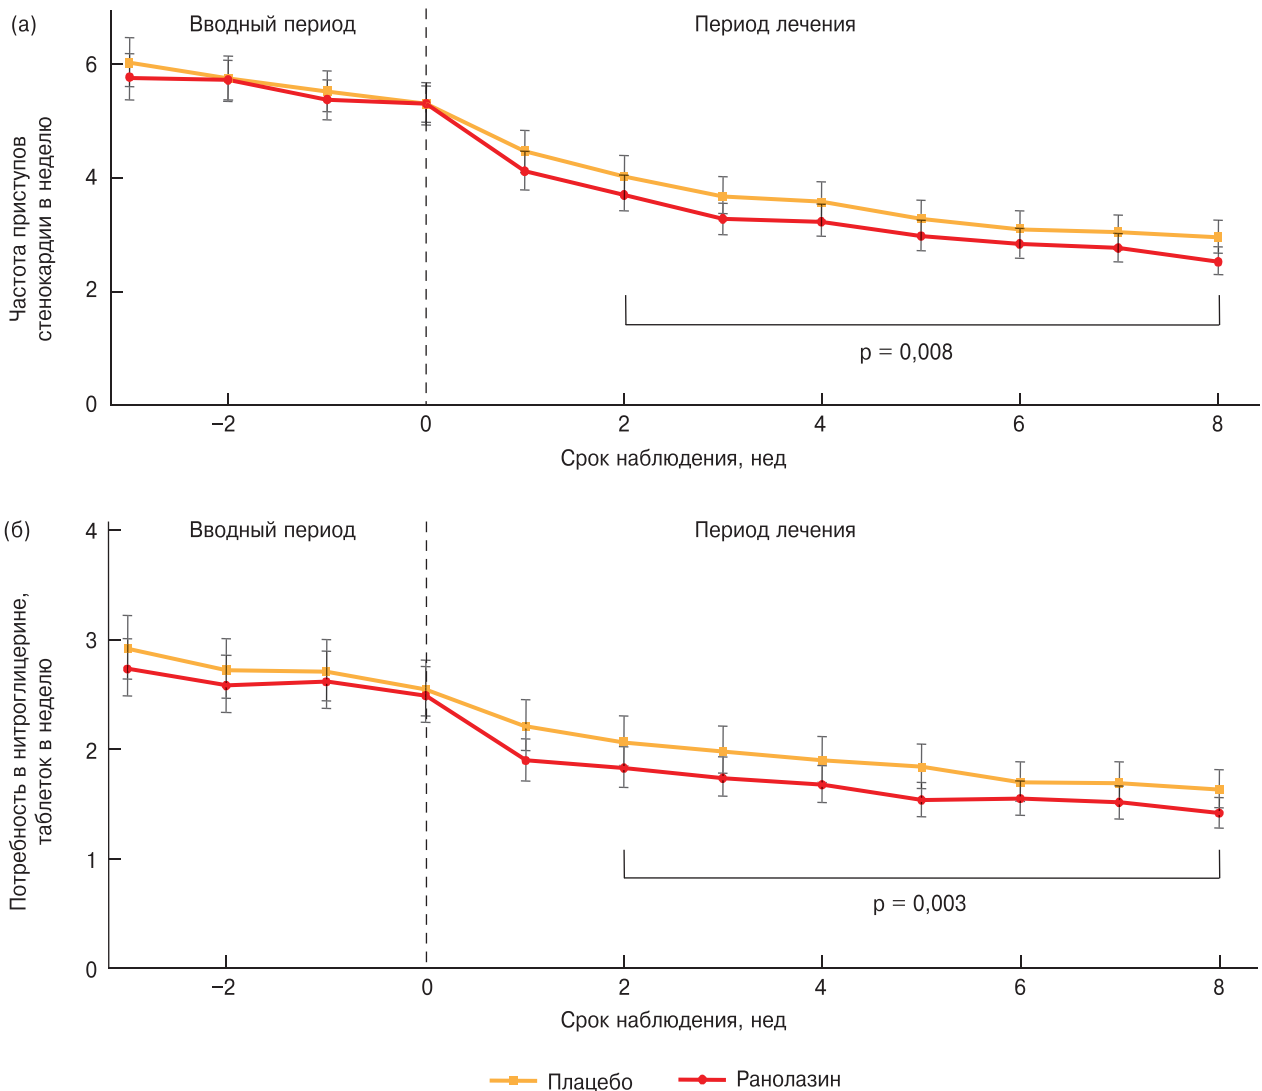 (а)
Вводный период
Период лечения
Частота приступов
стенокардии в неделю
6
4
2
0
−2
0
2
4
6
8
p = 0,008
Срок наблюдения, нед
(б)
Вводный период
Период лечения
Потребность в нитроглицерине,
таблеток в неделю
4
3
2
1
0
−2
0
2
4
6
8
p = 0,003
Срок наблюдения, нед
Плацебо
Ранолазин